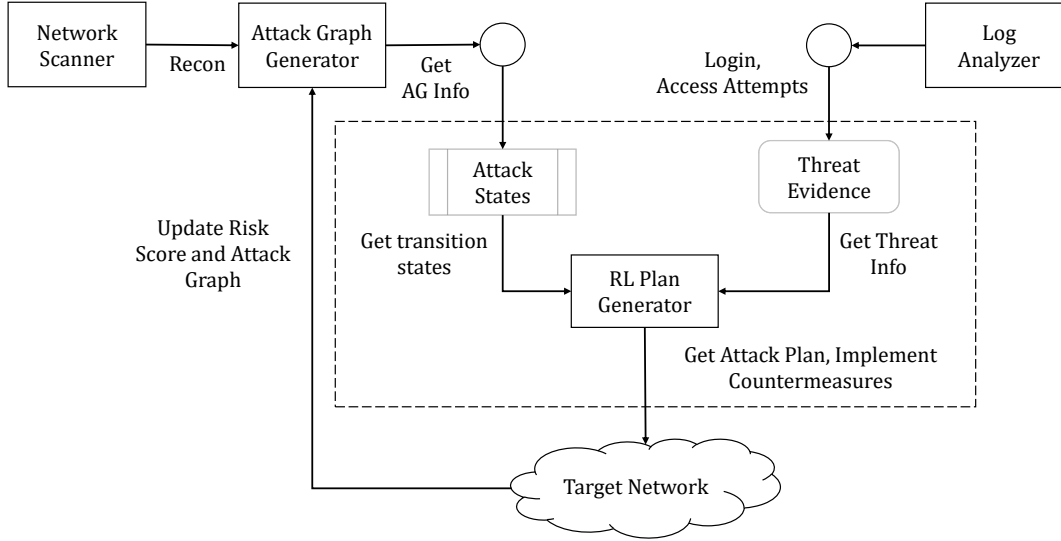 Network
Scanner
Recon
Attack Graph
Generator
Get
AG Info
Login,
Access Attempts
Log
Analyzer
Attack
States
Threat
Evidence
Update Risk
Score and Attack
Graph
Get transition
states
RL Plan
Generator
Get Threat
Info
Get Attack Plan, Implement
Countermeasures
Target Network